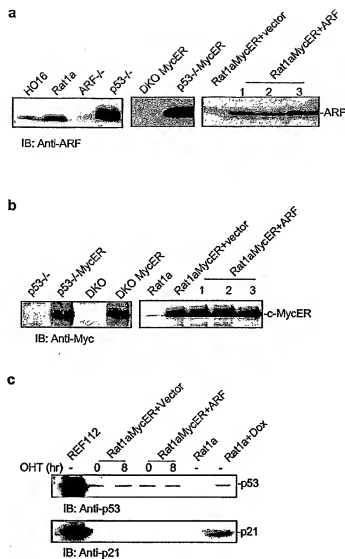 a
HO16
Rat1a
ARF-/-
p53-/-
DKO MycER
p53-/-MycER
Rat1aMycER+vector
Rat1aMycER+ARF
1 2 3
-ARF
IB: Anti-ARF
b
p53-/-
p53-/-MycER
DKO
DKO MycER
Rat1a
Rat1aMycER+vector
Rat1aMycER+ARF
1 2 3
-c-MycER
IB: Anti-Myc
c
REF112
Rat1aMycER+Vector
Rat1aMycER+ARF
Rat1a
Rat1a+Dox
OHT (hr) - 0 8 0 8 - -
-p53
IB: Anti-p53
-p21
IB: Anti-p21